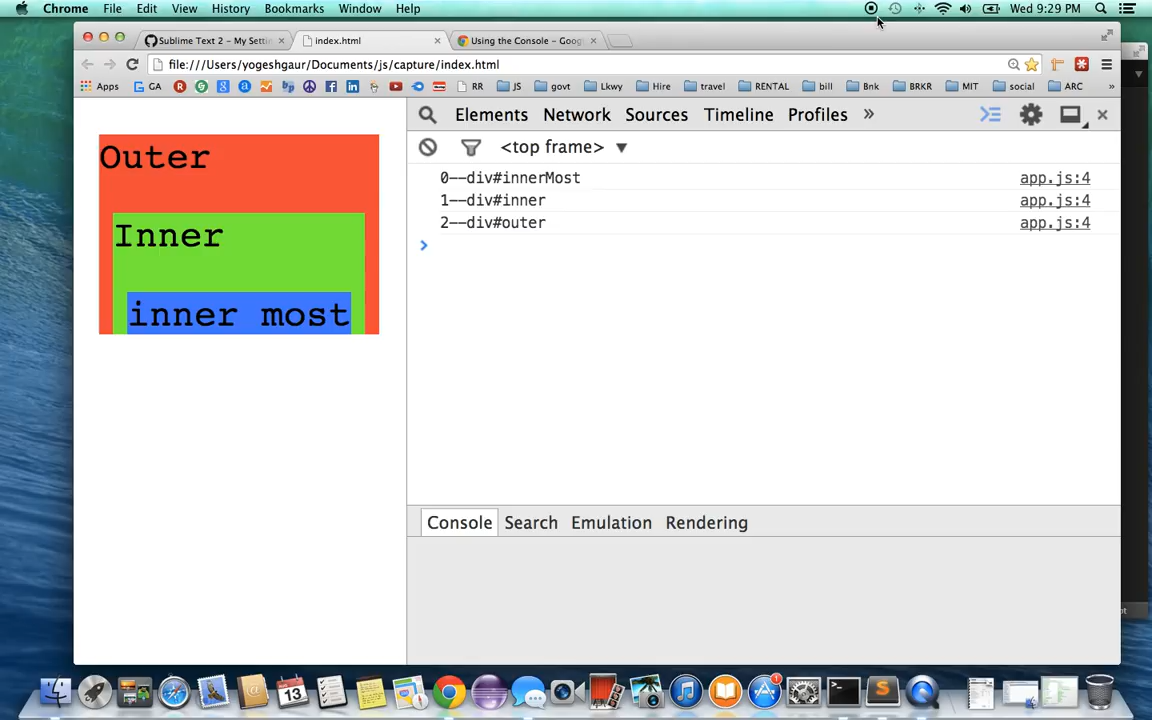 Chrome File Edit View History Bookmarks Window Help Wed 9:29 PM
Sublime Text 2 – My Settin index.html Using the Console – Goog
file:///Users/yogeshgaur/Documents/js/capture/index.html
Apps GA RR JS govt Lkwy Hire travel RENTAL bill Bnk BRKR MIT social ARC »
Elements Network Sources Timeline Profiles »
<top frame> ▼
Outer
Inner
inner most
0--div#innerMost app.js:4
1--div#inner app.js:4
2--div#outer app.js:4
>
Console Search Emulation Rendering
13
1